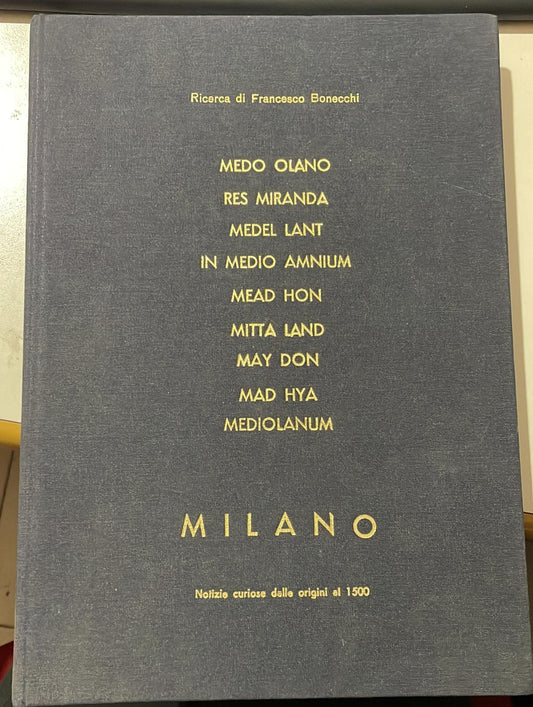 Ricerca di Francesco Bonecchi
MEDO OLANO
RES MIRANDA
MEDEL LANT
IN MEDIO AMNIUM
MEAD HON
MITTA LAND
MAY DON
MAD HYA
MEDIOLANUM
MILANO
Notizie curiose dalle origini al 1500